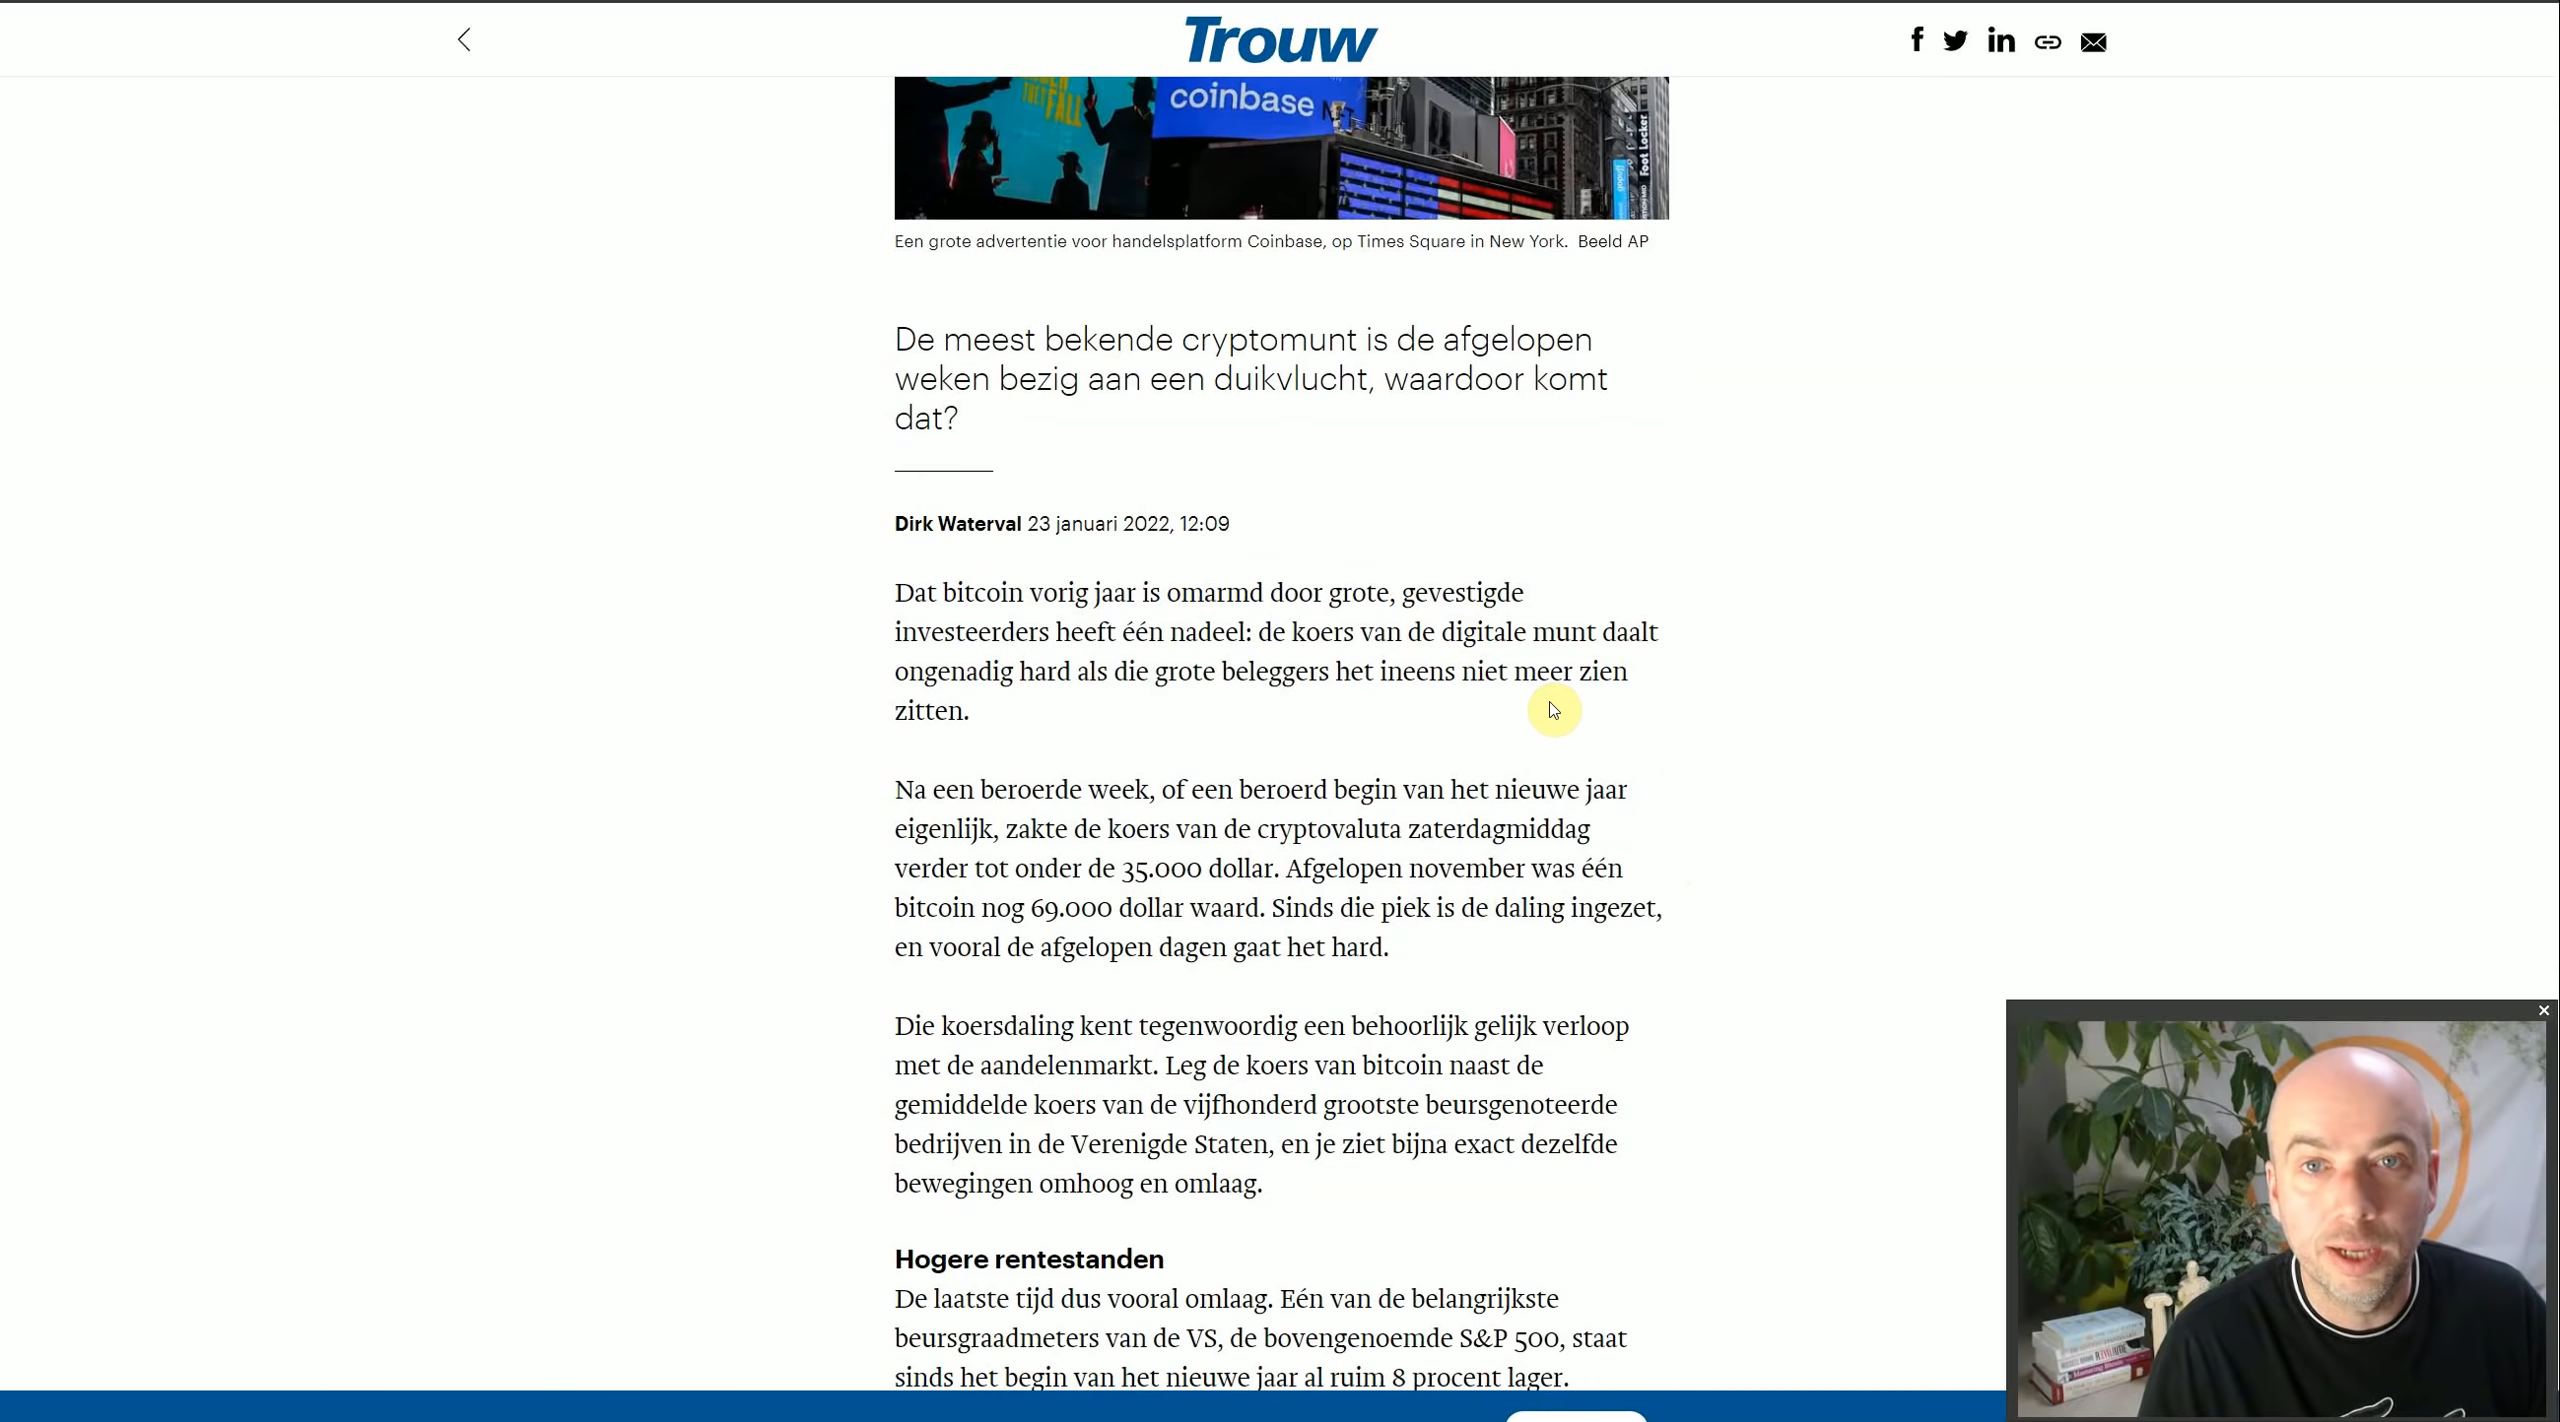 Trouw
THEY FALL
coinbase
Foot Locker
Een grote advertentie voor handelsplatform Coinbase, op Times Square in New York. Beeld AP
De meest bekende cryptomunt is de afgelopen
weken bezig aan een duikvlucht, waardoor komt
dat?
Dirk Waterval 23 januari 2022, 12:09
Dat bitcoin vorig jaar is omarmd door grote, gevestigde
investeerders heeft één nadeel: de koers van de digitale munt daalt
ongenadig hard als die grote beleggers het ineens niet meer zien
zitten.
Na een beroerde week, of een beroerd begin van het nieuwe jaar
eigenlijk, zakte de koers van de cryptovaluta zaterdagmiddag
verder tot onder de 35.000 dollar. Afgelopen november was één
bitcoin nog 69.000 dollar waard. Sinds die piek is de daling ingezet,
en vooral de afgelopen dagen gaat het hard.
Die koersdaling kent tegenwoordig een behoorlijk gelijk verloop
met de aandelenmarkt. Leg de koers van bitcoin naast de
gemiddelde koers van de vijfhonderd grootste beursgenoteerde
bedrijven in de Verenigde Staten, en je ziet bijna exact dezelfde
bewegingen omhoog en omlaag.
Hogere rentestanden
De laatste tijd dus vooral omlaag. Eén van de belangrijkste
beursgraadmeters van de VS, de bovengenoemde S&P 500, staat
sinds het begin van het nieuwe jaar al ruim 8 procent lager.